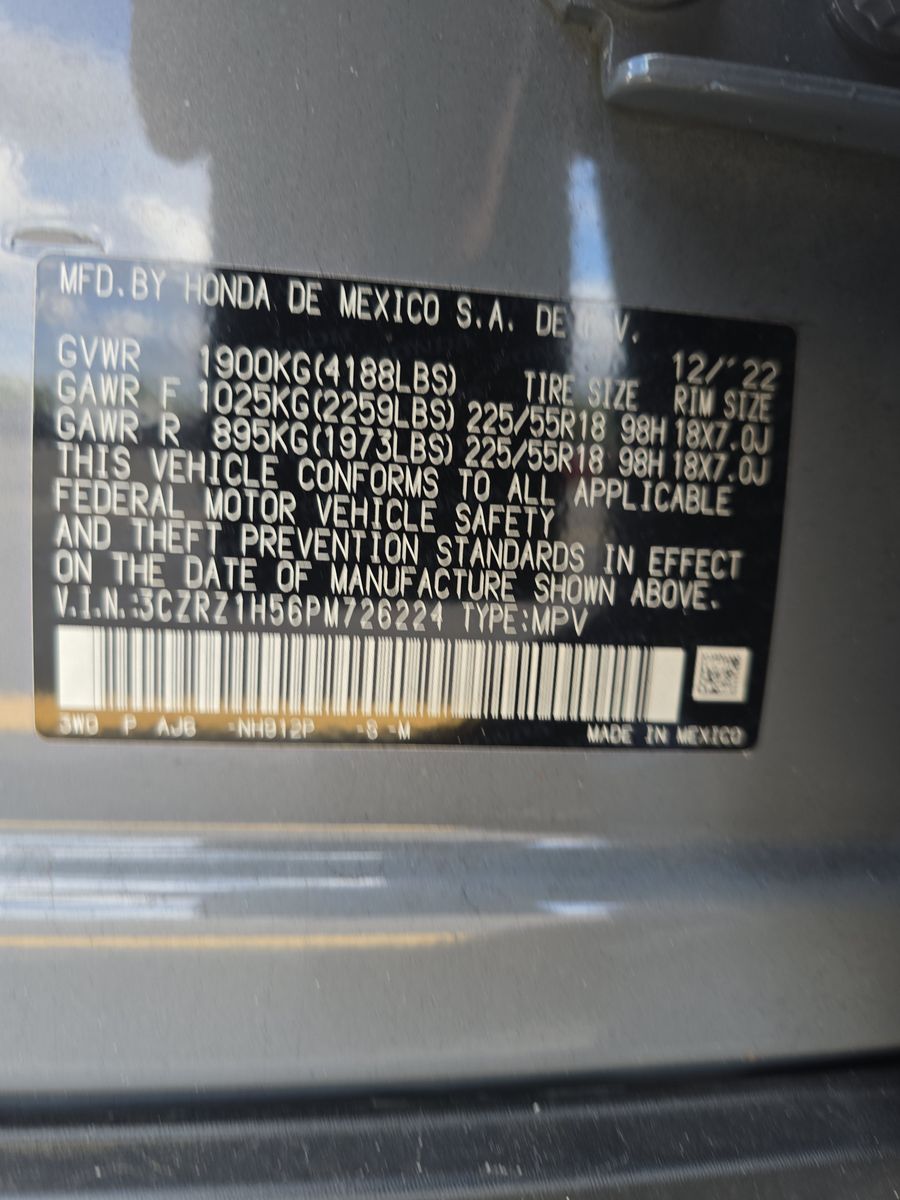 MFD.BY HONDA DE MEXICO S.A. DE V.
12/'22
GVWR 1900KG(4188LBS) TIRE SIZE RIM SIZE
GAWR F 1025KG(2259LBS) 225/55R18 98H 18X7.0J
GAWR R 895KG(1973LBS) 225/55R18 98H 18X7.0J
THIS VEHICLE CONFORMS TO ALL APPLICABLE
FEDERAL MOTOR VEHICLE SAFETY
AND THEFT PREVENTION STANDARDS IN EFFECT
ON THE DATE OF MANUFACTURE SHOWN ABOVE.
V.I.N.:3CZRZ1H56PM726224 TYPE:MPV
3W0 P AJ6 -NH912P -S -M MADE IN MEXICO